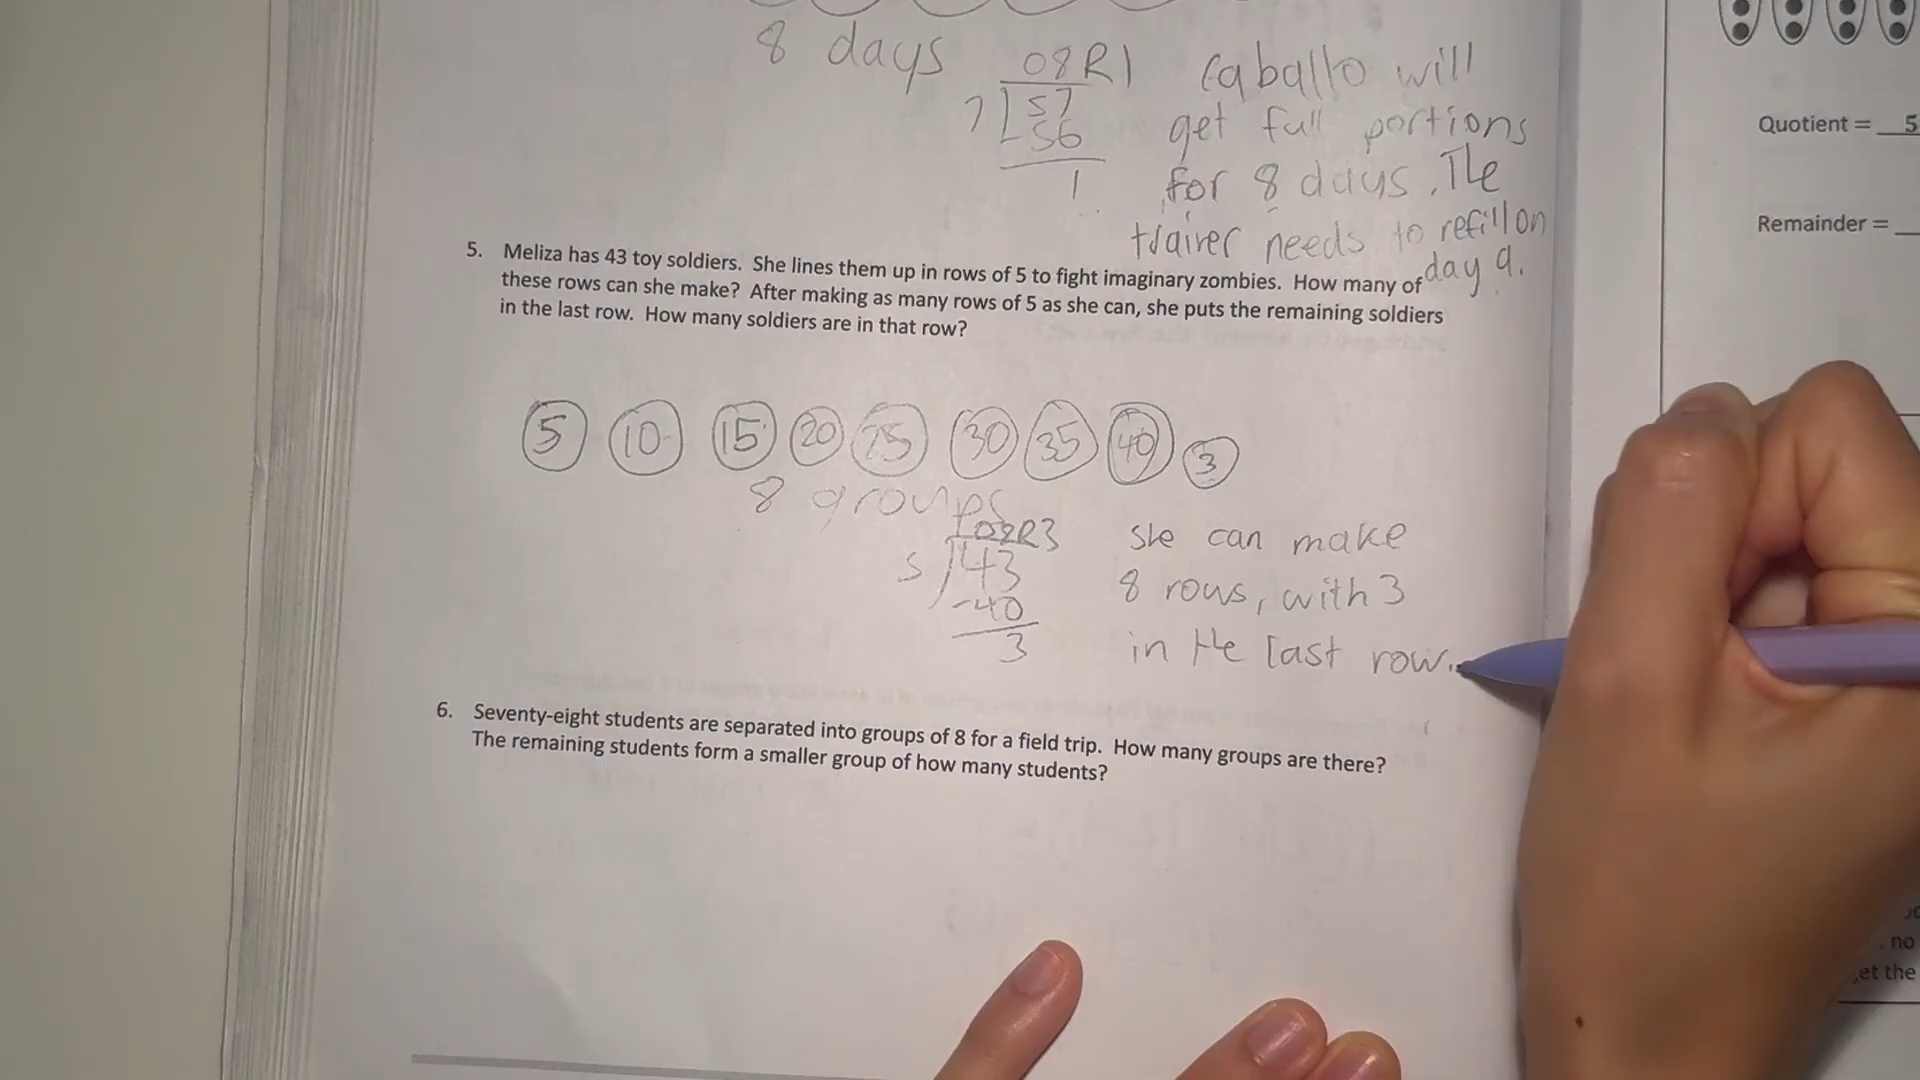 8 days
08R1
7 57
56
1
Caballo will
get full portions
for 8 days. The
trainer needs to refill on
day 9.
Quotient = 5
Remainder =
5. Meliza has 43 toy soldiers. She lines them up in rows of 5 to fight imaginary zombies. How many of
these rows can she make? After making as many rows of 5 as she can, she puts the remaining soldiers
in the last row. How many soldiers are in that row?
5 10 15 20 25 30 35 40 3
8 groups
08R3
5 43
-40
3
She can make
8 rows, with 3
in the last row.
6. Seventy-eight students are separated into groups of 8 for a field trip. How many groups are there?
The remaining students form a smaller group of how many students?
no
et the